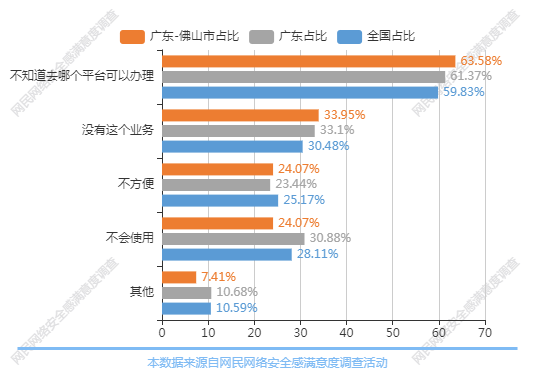 广东-佛山市占比 广东占比 全国占比
不知道去哪个平台可以办理 63.58%
61.37%
59.83%
没有这个业务 33.95%
33.1%
30.48%
不方便 24.07%
23.44%
25.17%
不会使用 24.07%
30.88%
28.11%
其他 7.41%
10.68%
10.59%
0 10 20 30 40 50 60 70
本数据来源自网民网络安全感满意度调查活动
网民网络安全感满意度调查
网民网络安全感满意度调查
网民网络安全感满意度调查
网民网络安全感满意度调查